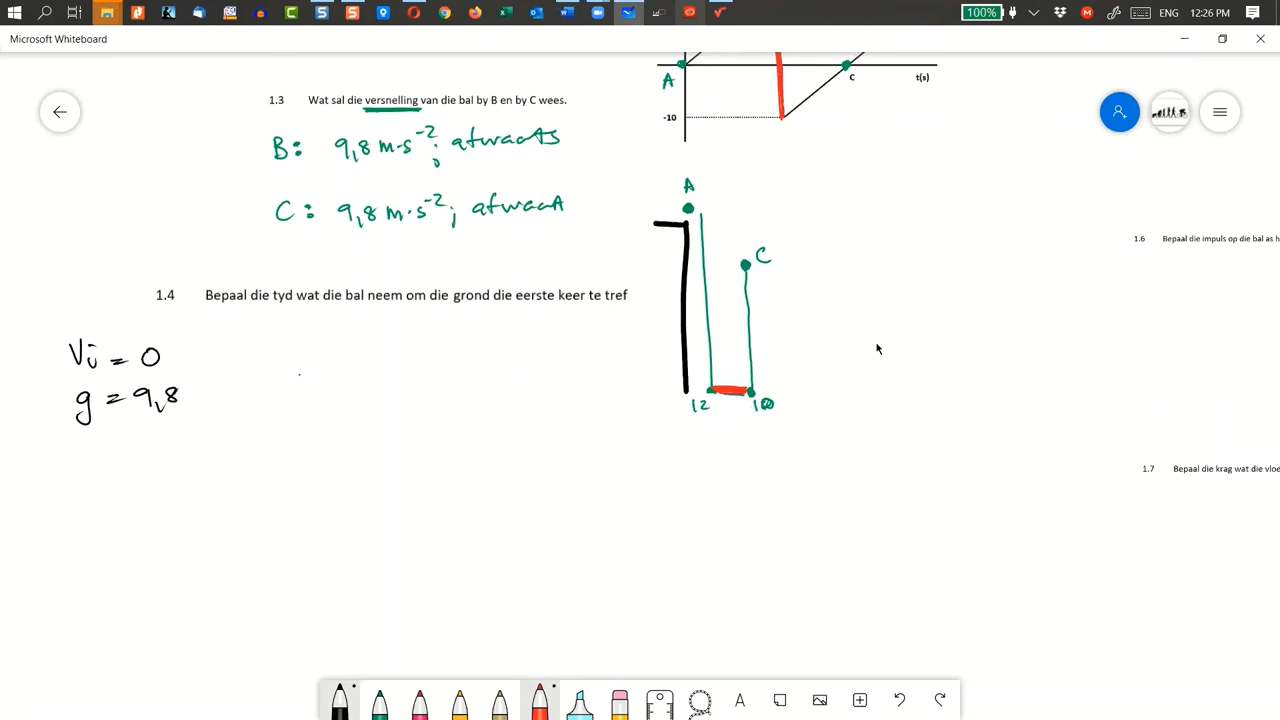 100% ENG 12:26 PM
Microsoft Whiteboard
A
C
t(s)
-10
1.3 Wat sal die versnelling van die bal by B en by C wees.
B: 9,8 m·s⁻²; afwaarts
C: 9,8 m·s⁻²; afwaart
A
C
12
1.4 Bepaal die tyd wat die bal neem om die grond die eerste keer te tref
Vi = 0
g = 9,8
1.6 Bepaal die impuls op die bal as h
1.7 Bepaal die krag wat die vloe